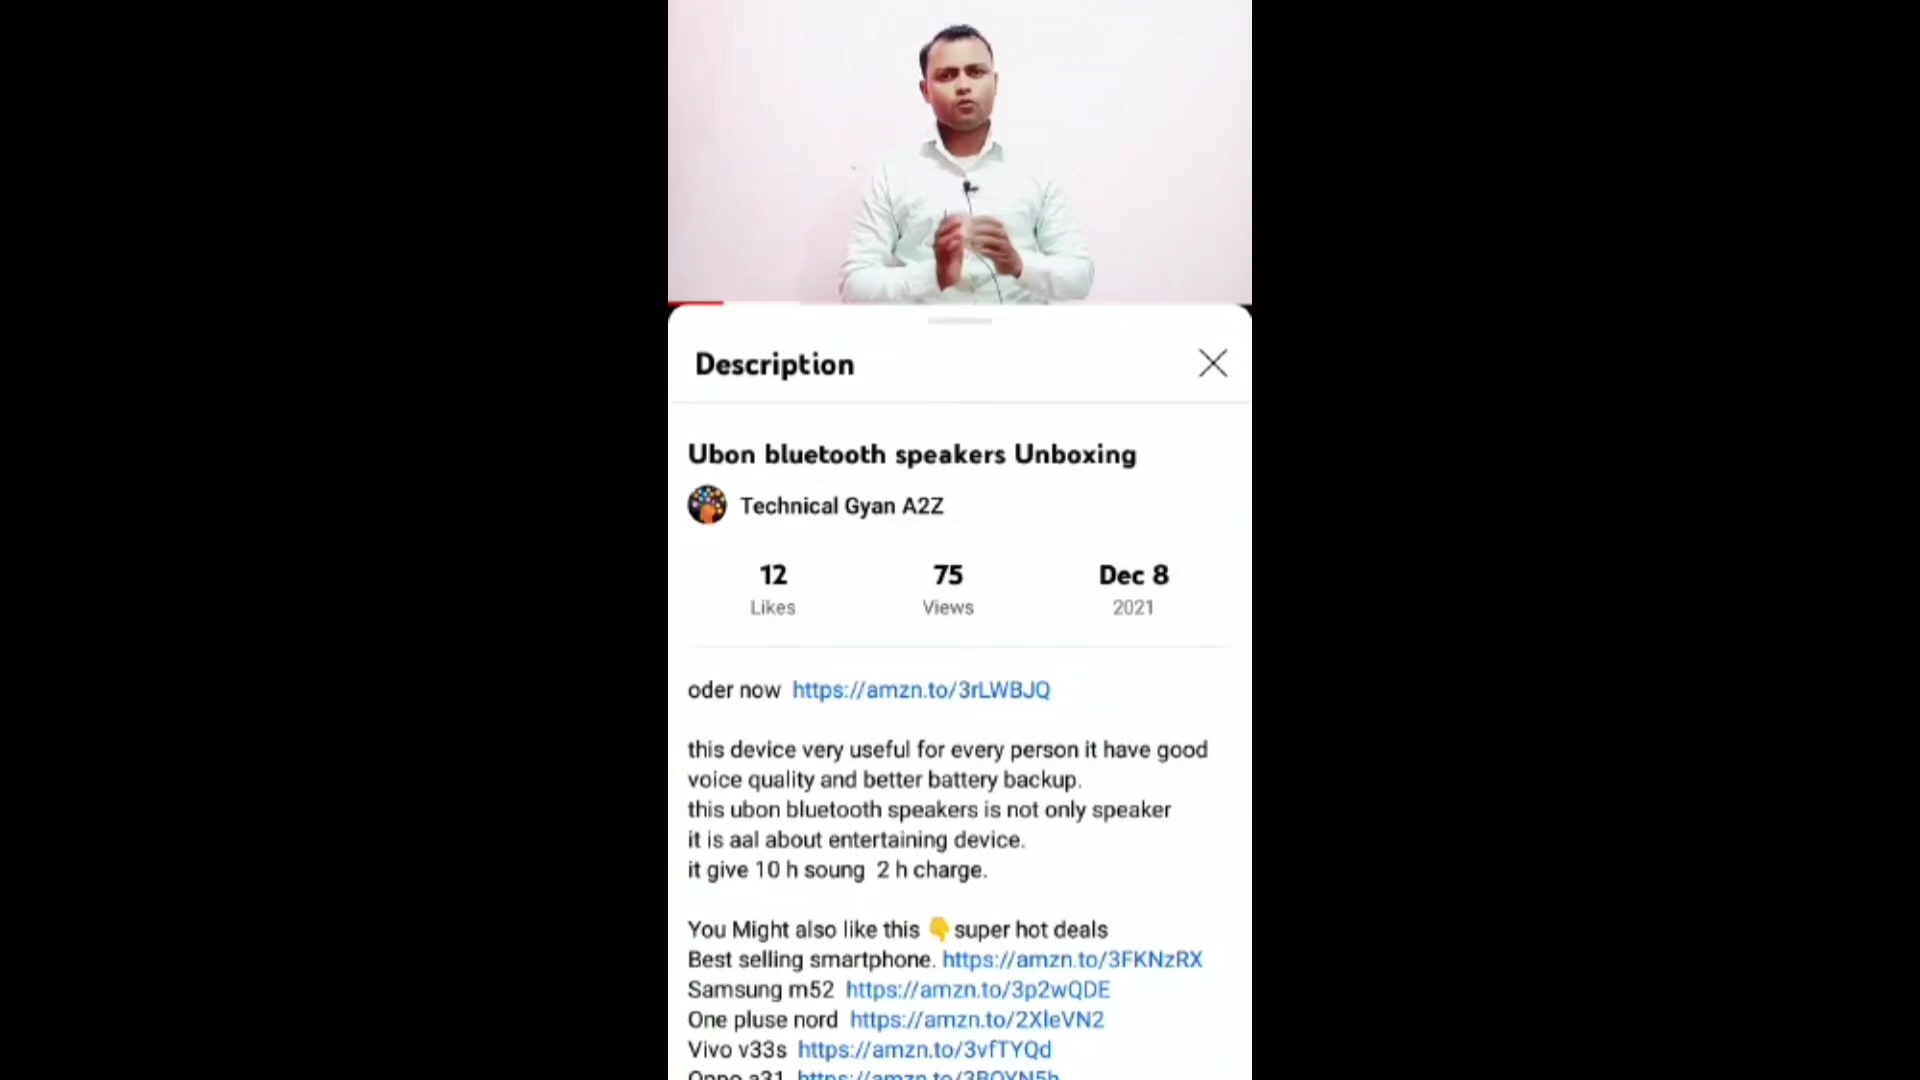 Description
Ubon bluetooth speakers Unboxing
Technical Gyan A2Z
12
Likes
75
Views
Dec 8
2021
oder now https://amzn.to/3rLWBJQ
this device very useful for every person it have good
voice quality and better battery backup.
this ubon bluetooth speakers is not only speaker
it is aal about entertaining device.
it give 10 h soung 2 h charge.
You Might also like this 👇super hot deals
Best selling smartphone. https://amzn.to/3FKNzRX
Samsung m52 https://amzn.to/3p2wQDE
One pluse nord https://amzn.to/2XleVN2
Vivo v33s https://amzn.to/3vfTYQd
Oppo a31